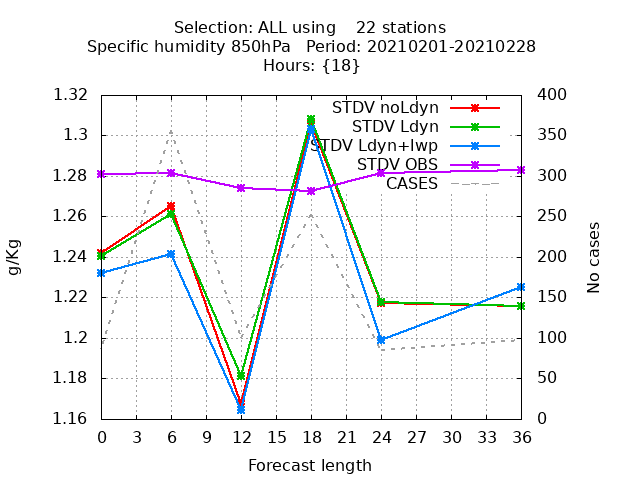 Selection: ALL using    22 stations
Specific humidity 850hPa   Period: 20210201-20210228
Hours: {18}
STDV noLdyn
STDV Ldyn
STDV Ldyn+lwp
STDV OBS
CASES
1.32
1.3
1.28
1.26
1.24
1.22
1.2
1.18
1.16
400
350
300
250
200
150
100
50
0
g/Kg
No cases
0 3 6 9 12 15 18 21 24 27 30 33 36
Forecast length